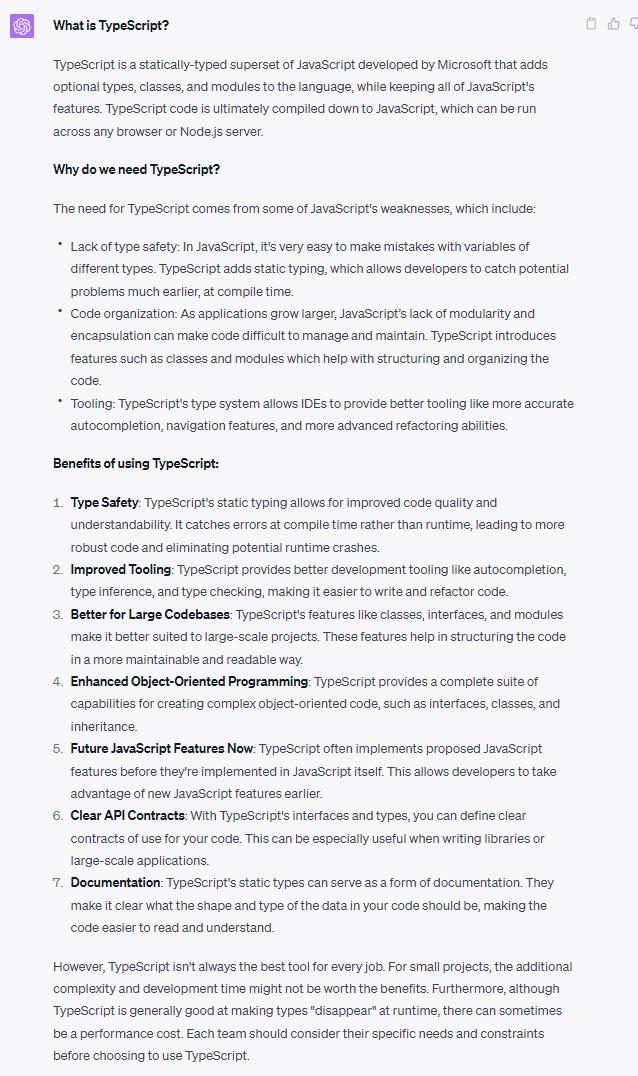 What is TypeScript?
TypeScript is a statically-typed superset of JavaScript developed by Microsoft that adds
optional types, classes, and modules to the language, while keeping all of JavaScript's
features. TypeScript code is ultimately compiled down to JavaScript, which can be run
across any browser or Node.js server.
Why do we need TypeScript?
The need for TypeScript comes from some of JavaScript's weaknesses, which include:
• Lack of type safety: In JavaScript, it's very easy to make mistakes with variables of
different types. TypeScript adds static typing, which allows developers to catch potential
problems much earlier, at compile time.
• Code organization: As applications grow larger, JavaScript's lack of modularity and
encapsulation can make code difficult to manage and maintain. TypeScript introduces
features such as classes and modules which help with structuring and organizing the
code.
• Tooling: TypeScript's type system allows IDEs to provide better tooling like more accurate
autocompletion, navigation features, and more advanced refactoring abilities.
Benefits of using TypeScript:
1. Type Safety: TypeScript's static typing allows for improved code quality and
understandability. It catches errors at compile time rather than runtime, leading to more
robust code and eliminating potential runtime crashes.
2. Improved Tooling: TypeScript provides better development tooling like autocompletion,
type inference, and type checking, making it easier to write and refactor code.
3. Better for Large Codebases: TypeScript's features like classes, interfaces, and modules
make it better suited to large-scale projects. These features help in structuring the code
in a more maintainable and readable way.
4. Enhanced Object-Oriented Programming: TypeScript provides a complete suite of
capabilities for creating complex object-oriented code, such as interfaces, classes, and
inheritance.
5. Future JavaScript Features Now: TypeScript often implements proposed JavaScript
features before they're implemented in JavaScript itself. This allows developers to take
advantage of new JavaScript features earlier.
6. Clear API Contracts: With TypeScript's interfaces and types, you can define clear
contracts of use for your code. This can be especially useful when writing libraries or
large-scale applications.
7. Documentation: TypeScript's static types can serve as a form of documentation. They
make it clear what the shape and type of the data in your code should be, making the
code easier to read and understand.
However, TypeScript isn't always the best tool for every job. For small projects, the additional
complexity and development time might not be worth the benefits. Furthermore, although
TypeScript is generally good at making types "disappear" at runtime, there can sometimes
be a performance cost. Each team should consider their specific needs and constraints
before choosing to use TypeScript.